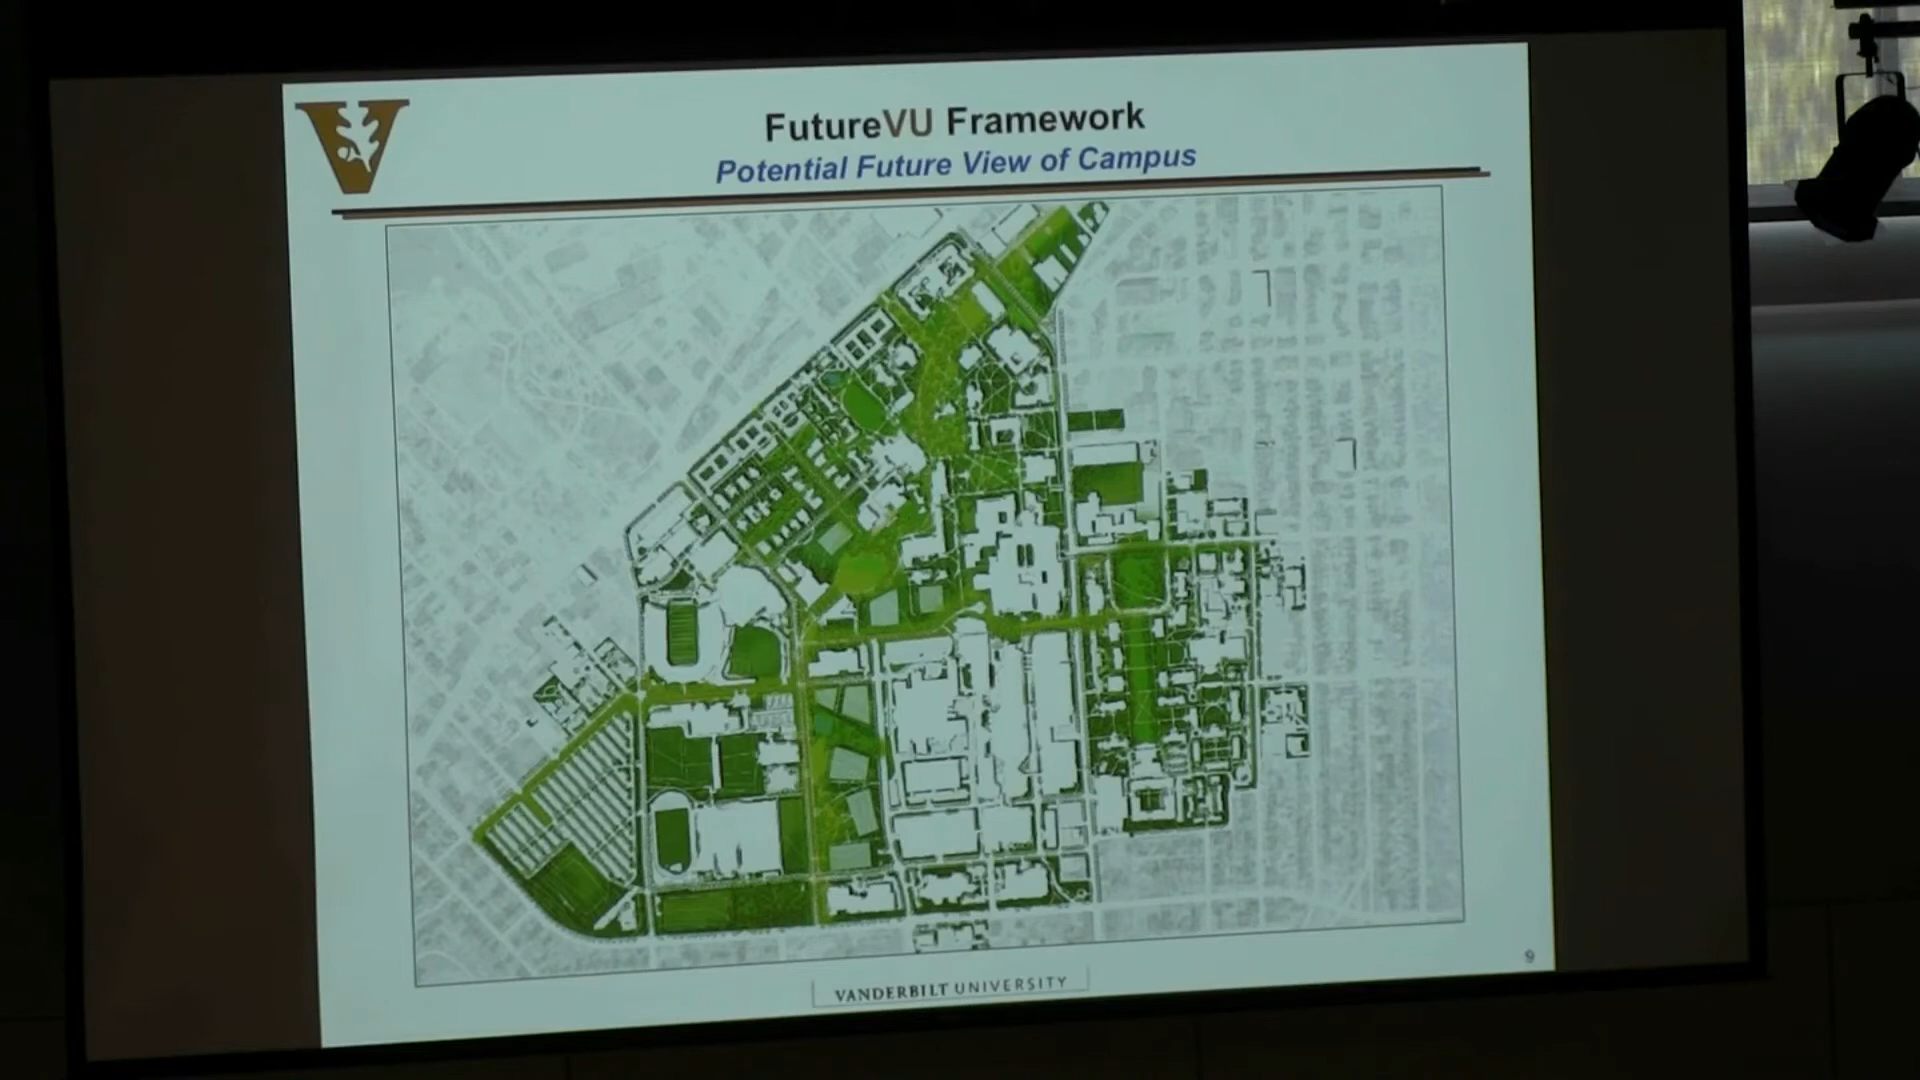 V
FutureVU Framework
Potential Future View of Campus
9
VANDERBILT UNIVERSITY